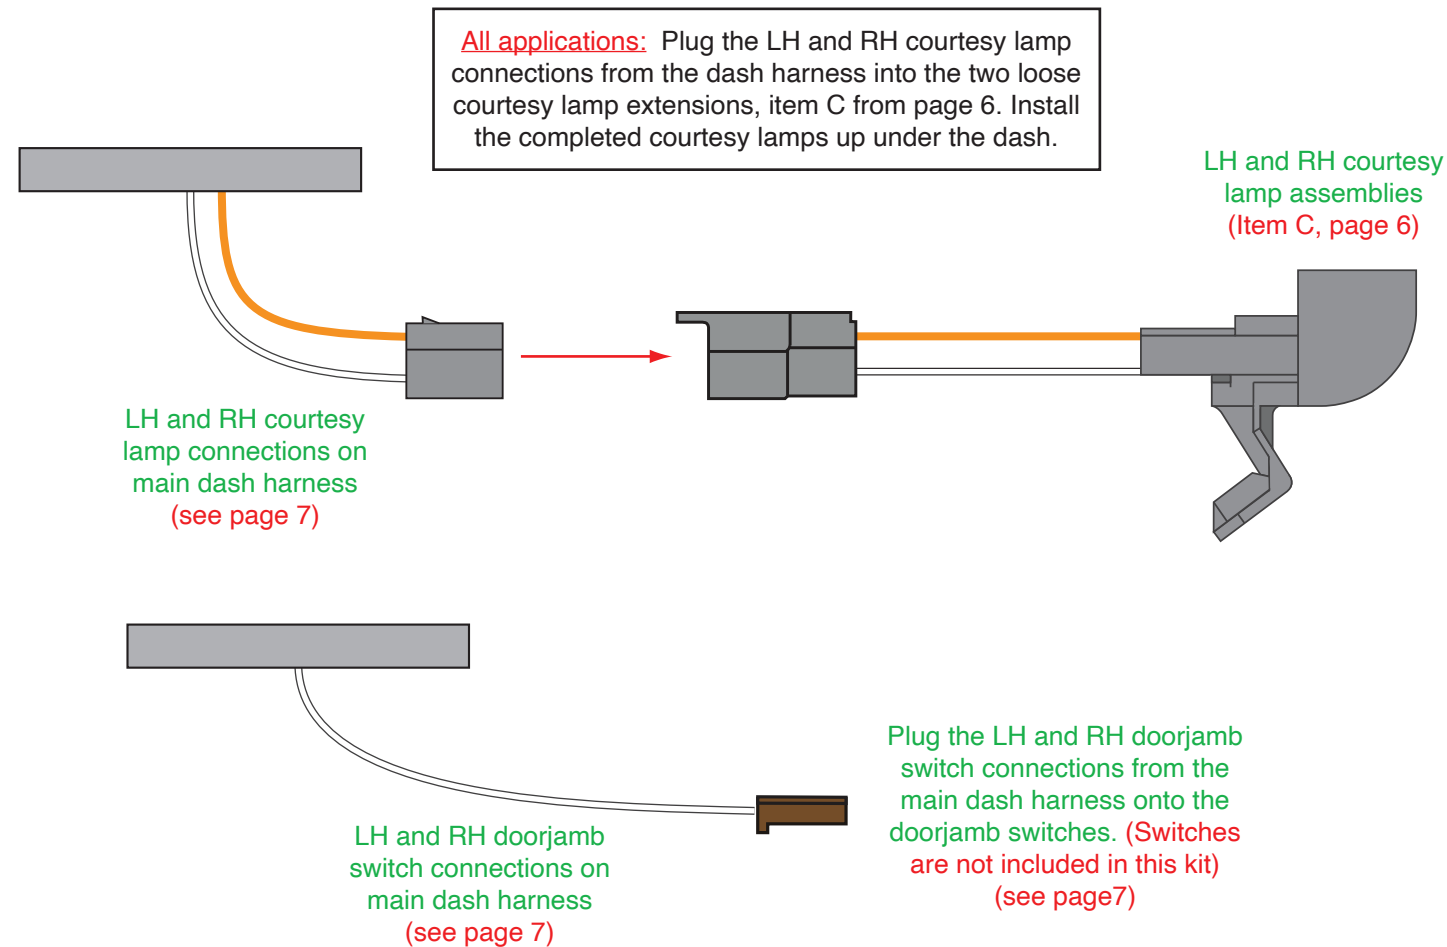 All applications: Plug the LH and RH courtesy lamp
connections from the dash harness into the two loose
courtesy lamp extensions, item C from page 6. Install
the completed courtesy lamps up under the dash.
LH and RH courtesy
lamp assemblies
(Item C, page 6)
LH and RH courtesy
lamp connections on
main dash harness
(see page 7)
Plug the LH and RH doorjamb
switch connections from the
main dash harness onto the
doorjamb switches. (Switches
are not included in this kit)
(see page7)
LH and RH doorjamb
switch connections on
main dash harness
(see page 7)